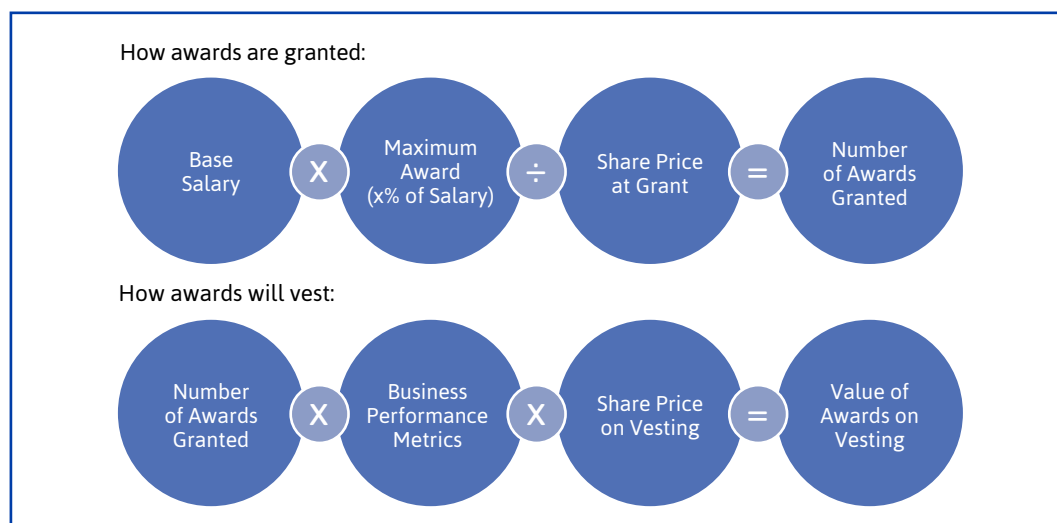 How awards are granted:
Base
Salary
X
Maximum
Award
(x% of Salary)
÷
Share Price
at Grant
=
Number
of Awards
Granted
How awards will vest:
Number
of Awards
Granted
X
Business
Performance
Metrics
X
Share Price
on Vesting
=
Value of
Awards on
Vesting